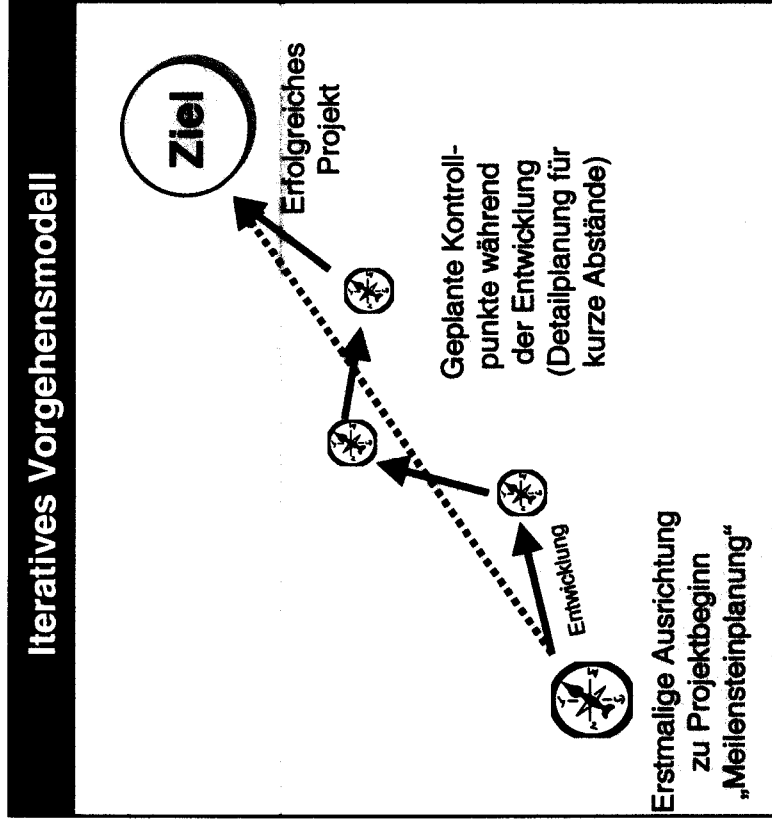 Iteratives Vorgehensmodell
Ziel
Erfolgreiches
Projekt
Geplante Kontroll-
punkte während
der Entwicklung
(Detailplanung für
kurze Abstände)
Entwicklung
Erstmalige Ausrichtung
zu Projektbeginn
„Meilensteinplanung“